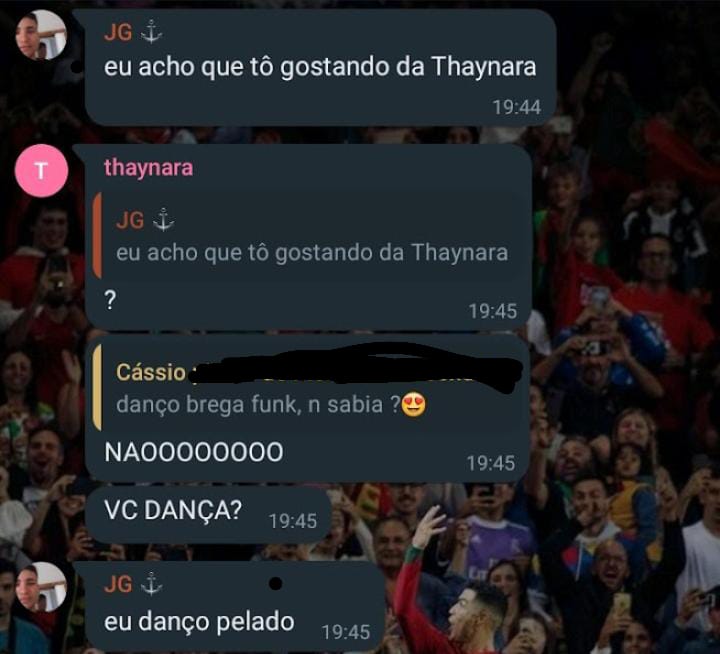 JG ⚓
eu acho que tô gostando da Thaynara
19:44
T
thaynara
JG ⚓
eu acho que tô gostando da Thaynara
?
19:45
Cássio
danço brega funk, n sabia ?😍
NAOOOOOOOO
19:45
VC DANÇA?
19:45
JG ⚓
eu danço pelado
19:45